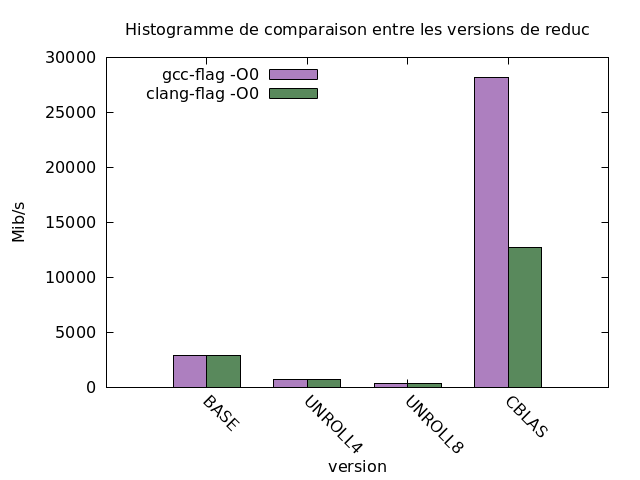 Histogramme de comparaison entre les versions de reduc
30000
25000
20000
15000
10000
5000
0
Mib/s
gcc-flag -O0
clang-flag -O0
BASE
UNROLL4
UNROLL8
CBLAS
version